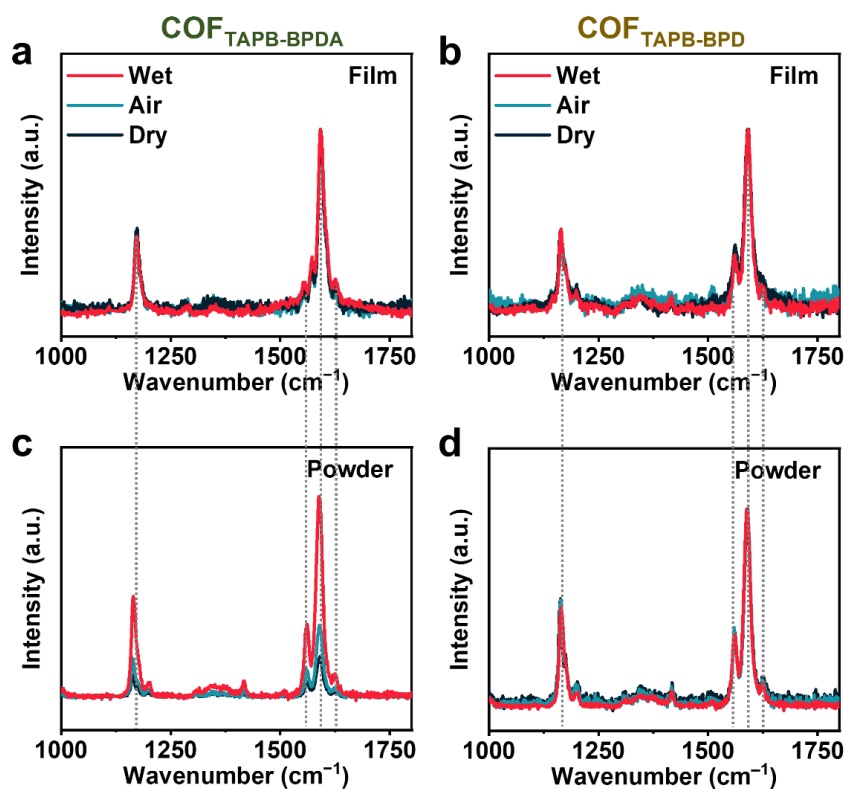 COF_TAPB-BPDA
COF_TAPB-BPD
a
Wet
Air
Dry
Film
Intensity (a.u.)
1000 1250 1500 1750
Wavenumber (cm⁻¹)
b
Wet
Air
Dry
Film
Intensity (a.u.)
1000 1250 1500 1750
Wavenumber (cm⁻¹)
c
Powder
Intensity (a.u.)
1000 1250 1500 1750
Wavenumber (cm⁻¹)
d
Powder
Intensity (a.u.)
1000 1250 1500 1750
Wavenumber (cm⁻¹)